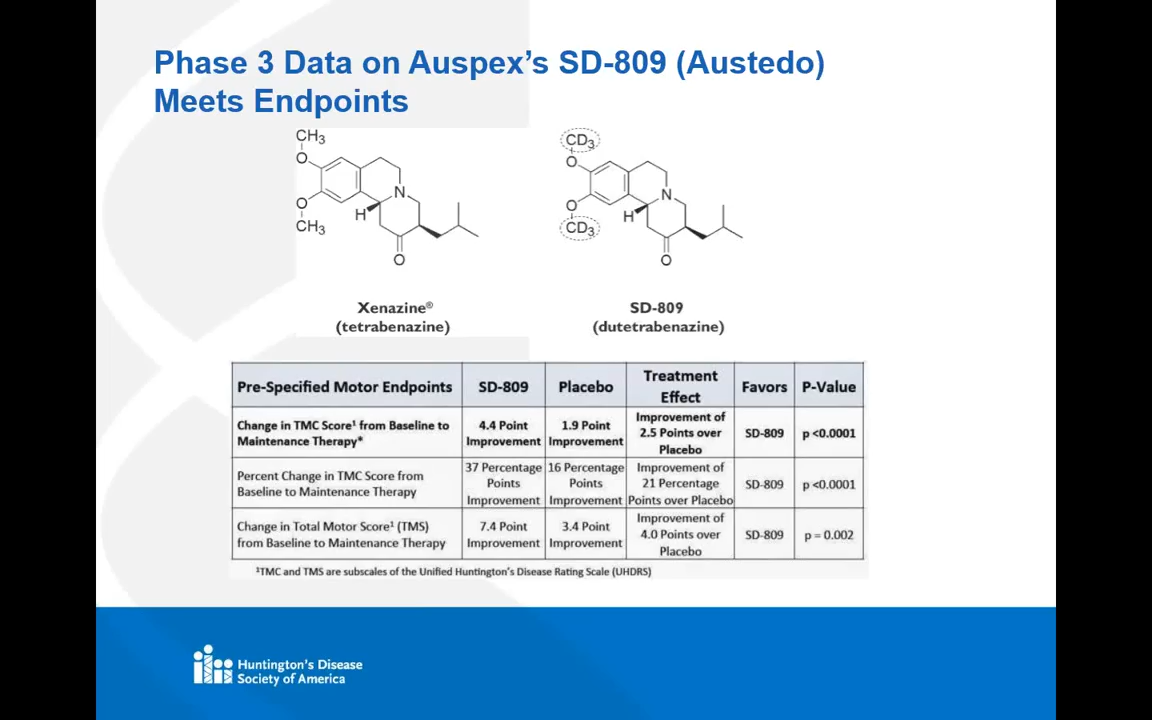 Phase 3 Data on Auspex's SD-809 (Austedo)
Meets Endpoints
CH3
O
N
O
H
CH3
O
CD3
O
N
O
H
CD3
O
Xenazine®
(tetrabenazine)
SD-809
(dutetrabenazine)
Pre-Specified Motor Endpoints SD-809 Placebo Treatment Effect Favors P-Value
Change in TMC Score¹ from Baseline to Maintenance Therapy* 4.4 Point Improvement 1.9 Point Improvement Improvement of 2.5 Points over Placebo SD-809 p <0.0001
Percent Change in TMC Score from Baseline to Maintenance Therapy 37 Percentage Points Improvement 16 Percentage Points Improvement Improvement of 21 Percentage Points over Placebo SD-809 p <0.0001
Change in Total Motor Score¹ (TMS) from Baseline to Maintenance Therapy 7.4 Point Improvement 3.4 Point Improvement Improvement of 4.0 Points over Placebo SD-809 p = 0.002
¹TMC and TMS are subscales of the Unified Huntington's Disease Rating Scale (UHDRS)
Huntington's Disease
Society of America